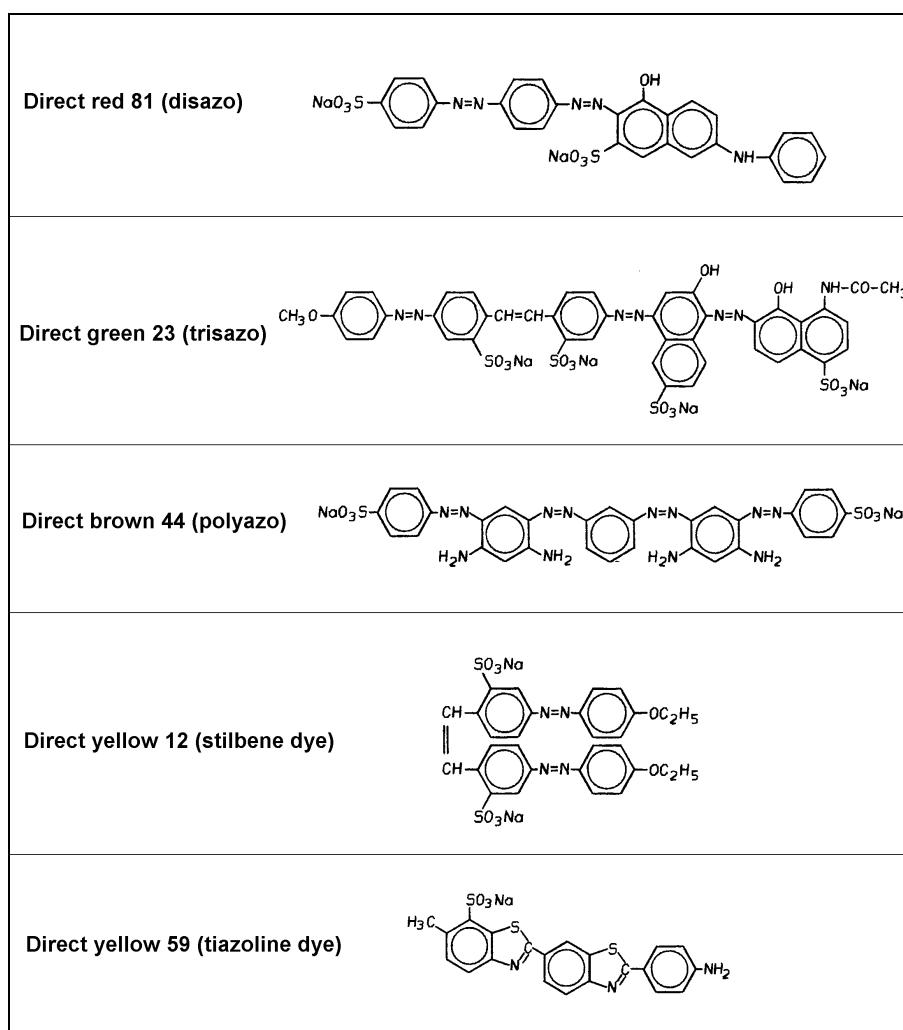 Direct red 81 (disazo)
NaO3S
N=N
N=N
OH
NaO3S
NH
Direct green 23 (trisazo)
CH3O
N=N
CH=CH
SO3Na
SO3Na
N=N
OH
N=N
OH
NH-CO-CH3
SO3Na
SO3Na
Direct brown 44 (polyazo)
NaO3S
N=N
N=N
N=N
N=N
SO3Na
H2N
NH2
H2N
NH2
Direct yellow 12 (stilbene dye)
SO3Na
CH
N=N
OC2H5
CH
N=N
OC2H5
SO3Na
Direct yellow 59 (tiazoline dye)
SO3Na
H3C
S
C
N
S
C
N
NH2